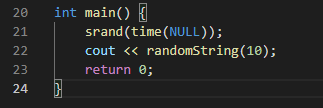 20 int main() {
21     srand(time(NULL));
22     cout << randomString(10);
23     return 0;
24 }